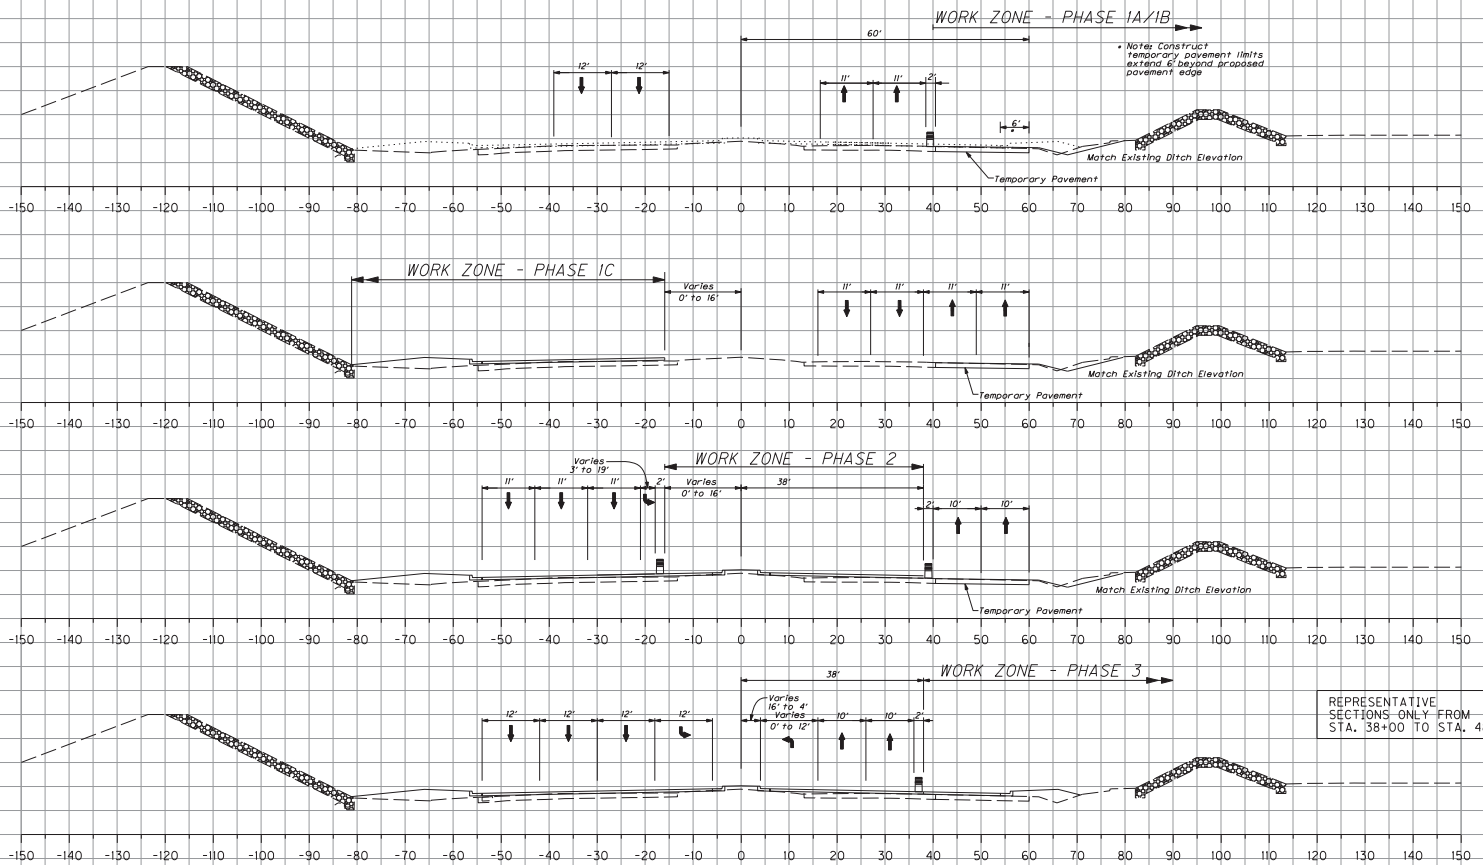 WORK ZONE - PHASE 1A/1B
60'
* Note: Construct
temporary pavement limits
extend 6' beyond proposed
pavement edge
12' 12'
11' 11' 2'
6'
*
Match Existing Ditch Elevation
Temporary Pavement
-150 -140 -130 -120 -110 -100 -90 -80 -70 -60 -50 -40 -30 -20 -10 0 10 20 30 40 50 60 70 80 90 100 110 120 130 140 150
WORK ZONE - PHASE 1C
Varies
0' to 16'
11' 11' 11' 11'
Match Existing Ditch Elevation
Temporary Pavement
-150 -140 -130 -120 -110 -100 -90 -80 -70 -60 -50 -40 -30 -20 -10 0 10 20 30 40 50 60 70 80 90 100 110 120 130 140 150
WORK ZONE - PHASE 2
Varies
3' to 19'
11' 11' 11' 2'
Varies
0' to 16'
38'
2' 10' 10'
Match Existing Ditch Elevation
Temporary Pavement
-150 -140 -130 -120 -110 -100 -90 -80 -70 -60 -50 -40 -30 -20 -10 0 10 20 30 40 50 60 70 80 90 100 110 120 130 140 150
WORK ZONE - PHASE 3
38'
Varies
16' to 4'
Varies
0' to 12'
12' 12' 12' 12'
10' 10' 2'
REPRESENTATIVE
SECTIONS ONLY FROM
STA. 38+00 TO STA. 4
-150 -140 -130 -120 -110 -100 -90 -80 -70 -60 -50 -40 -30 -20 -10 0 10 20 30 40 50 60 70 80 90 100 110 120 130 140 150